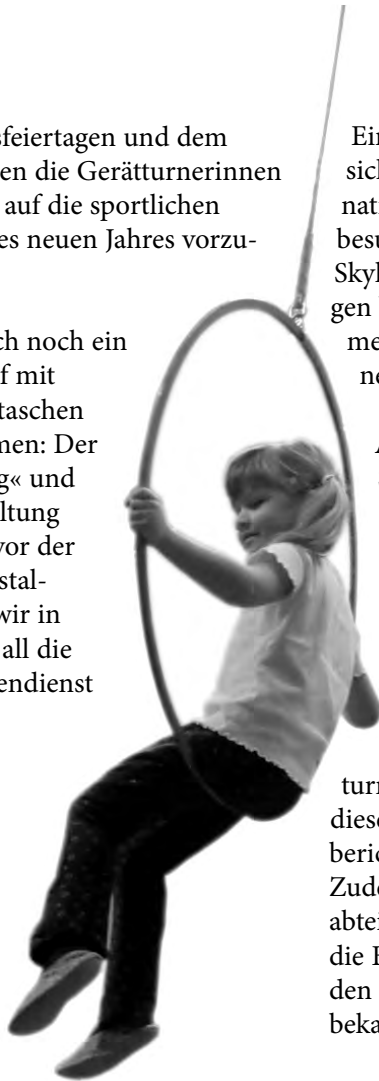 sfeiertagen und dem
en die Gerätturnerinnen
auf die sportlichen
es neuen Jahres vorzu-
ch noch ein
f mit
taschen
men: Der
g« und
ltung
vor der
stal-
wir in
all die
endienst
Ein
sich
nati
besu
Skyl
gen
me
ne
turn
diese
beric
Zude
abtei
die
den
beka